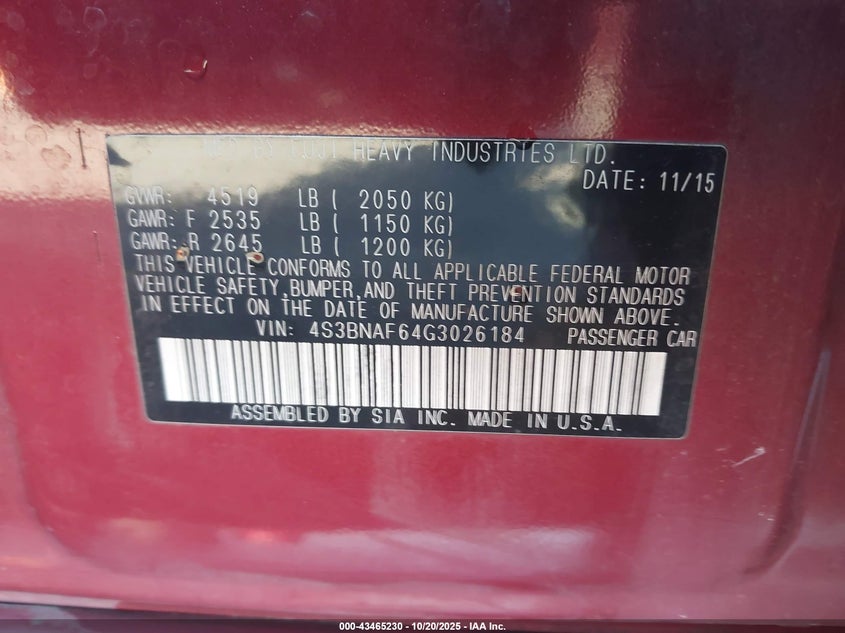 MFD BY FUJI HEAVY INDUSTRIES LTD.
DATE: 11/15
GVWR: 4519 LB ( 2050 KG)
GAWR: F 2535 LB ( 1150 KG)
GAWR: R 2645 LB ( 1200 KG)
THIS VEHICLE CONFORMS TO ALL APPLICABLE FEDERAL MOTOR
VEHICLE SAFETY,BUMPER,AND THEFT PREVENTION STANDARDS
IN EFFECT ON THE DATE OF MANUFACTURE SHOWN ABOVE.
VIN: 4S3BNAF64G3026184 PASSENGER CAR
ASSEMBLED BY SIA INC. MADE IN U.S.A.
000-43465230 - 10/20/2025 - IAA Inc.